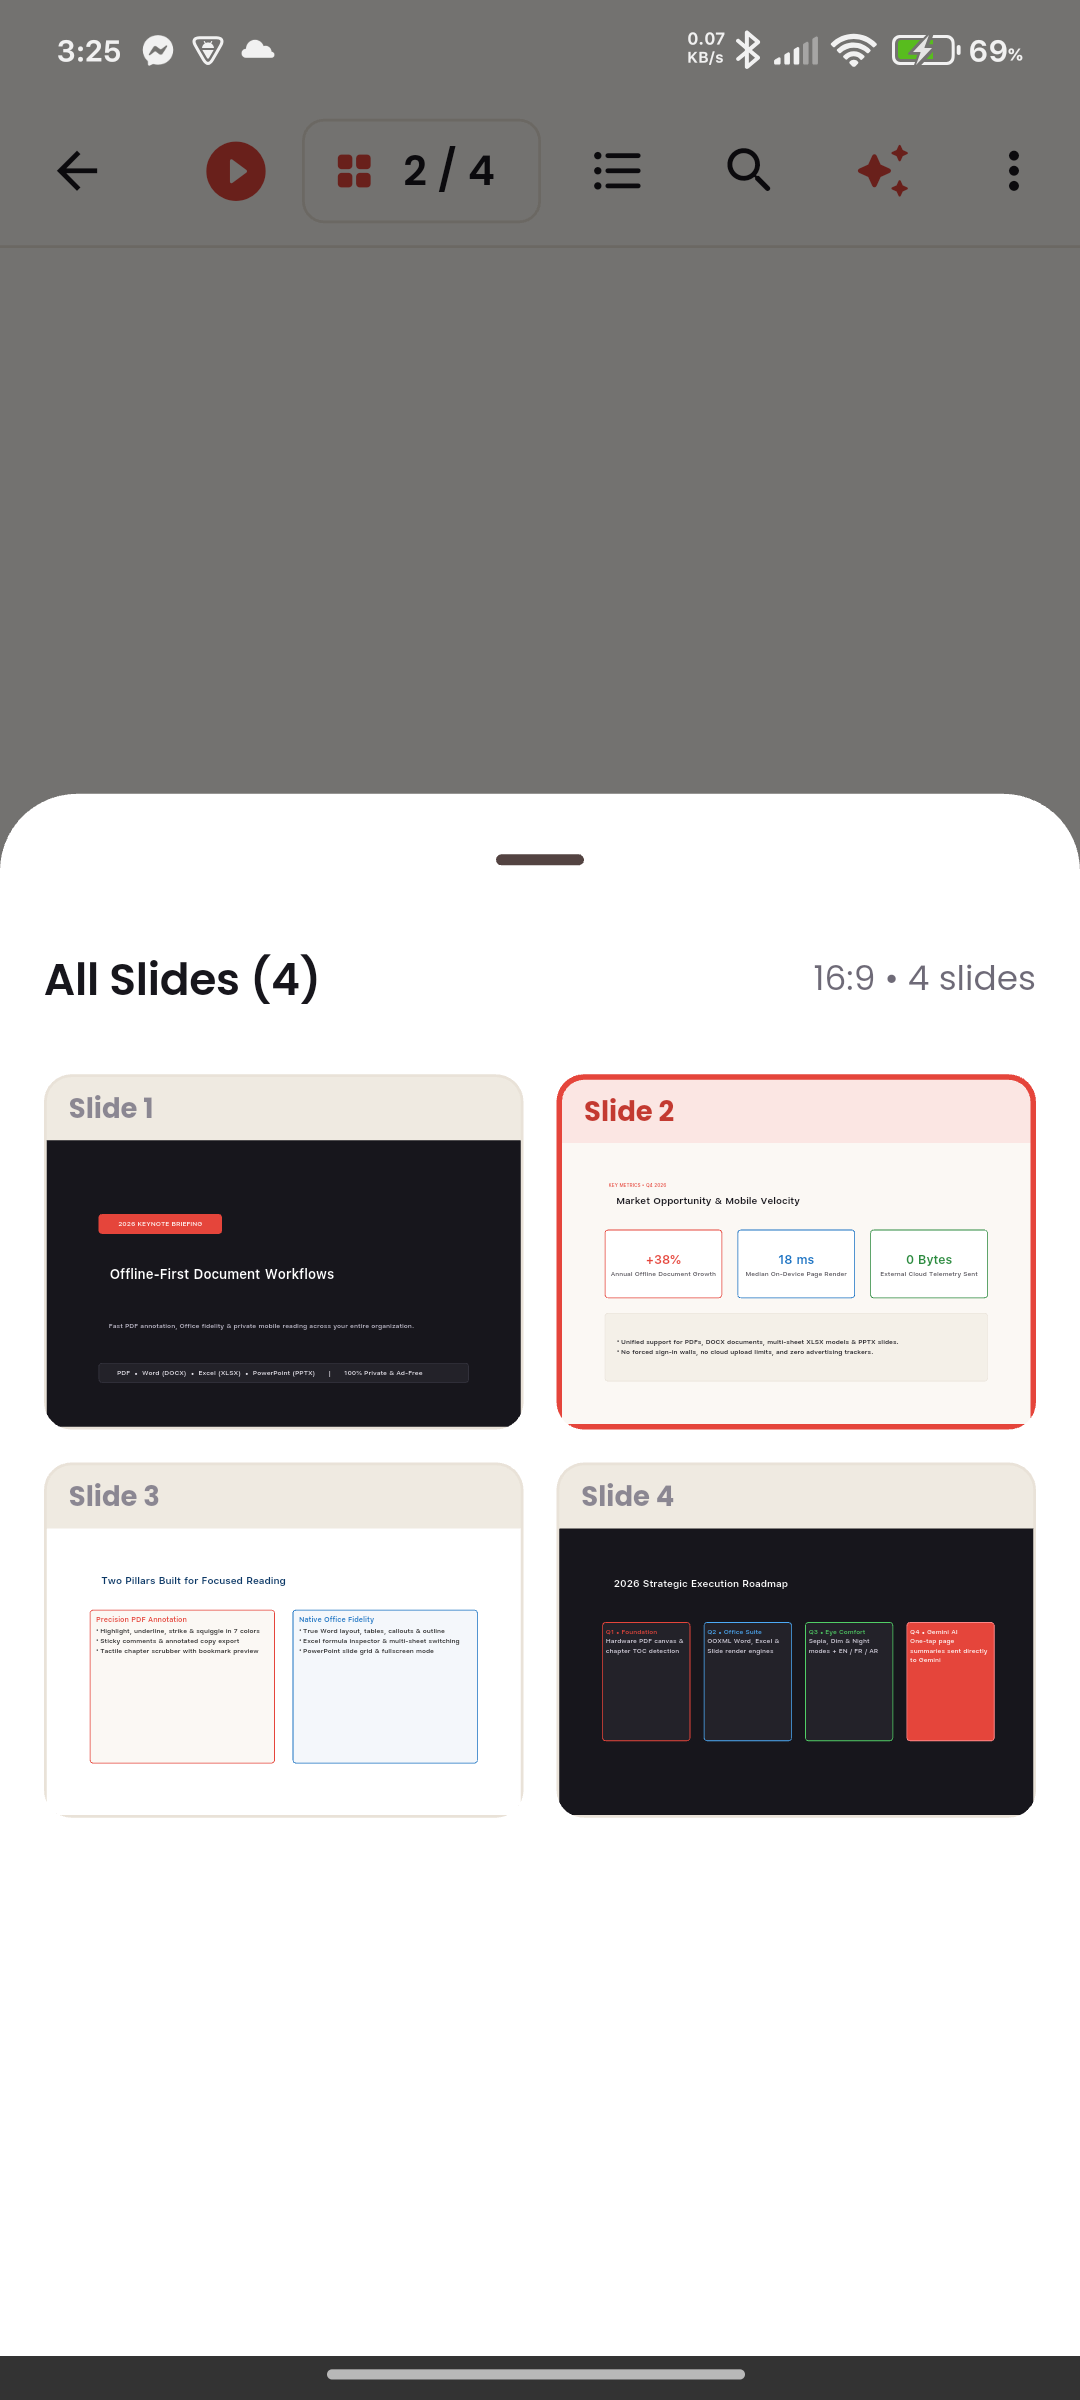 3:25
0.07
KB/s
69%
2 / 4
All Slides (4)
16:9 • 4 slides
Slide 1
2026 KEYNOTE BRIEFING
Offline-First Document Workflows
Fast PDF annotation, Office fidelity & private mobile reading across your entire organization.
PDF • Word (DOCX) • Excel (XLSX) • PowerPoint (PPTX) | 100% Private & Ad-Free
Slide 2
KEY METRICS • Q4 2026
Market Opportunity & Mobile Velocity
+38%
Annual Offline Document Growth
18 ms
Median On-Device Page Render
0 Bytes
External Cloud Telemetry Sent
* Unified support for PDFs, DOCX documents, multi-sheet XLSX models & PPTX slides.
* No forced sign-in walls, no cloud upload limits, and zero advertising trackers.
Slide 3
Two Pillars Built for Focused Reading
Precision PDF Annotation
* Highlight, underline, strike & squiggle in 7 colors
* Sticky comments & annotated copy export
* Tactile chapter scrubber with bookmark preview
Native Office Fidelity
* True Word layout, tables, callouts & outline
* Excel formula inspector & multi-sheet switching
* PowerPoint slide grid & fullscreen mode
Slide 4
2026 Strategic Execution Roadmap
Q1 • Foundation
Hardware PDF canvas &
chapter TOC detection
Q2 • Office Suite
OOXML Word, Excel &
Slide render engines
Q3 • Eye Comfort
Sepia, Dim & Night
modes + EN / FR / AR
Q4 • Gemini AI
One-tap page
summaries sent directly
to Gemini